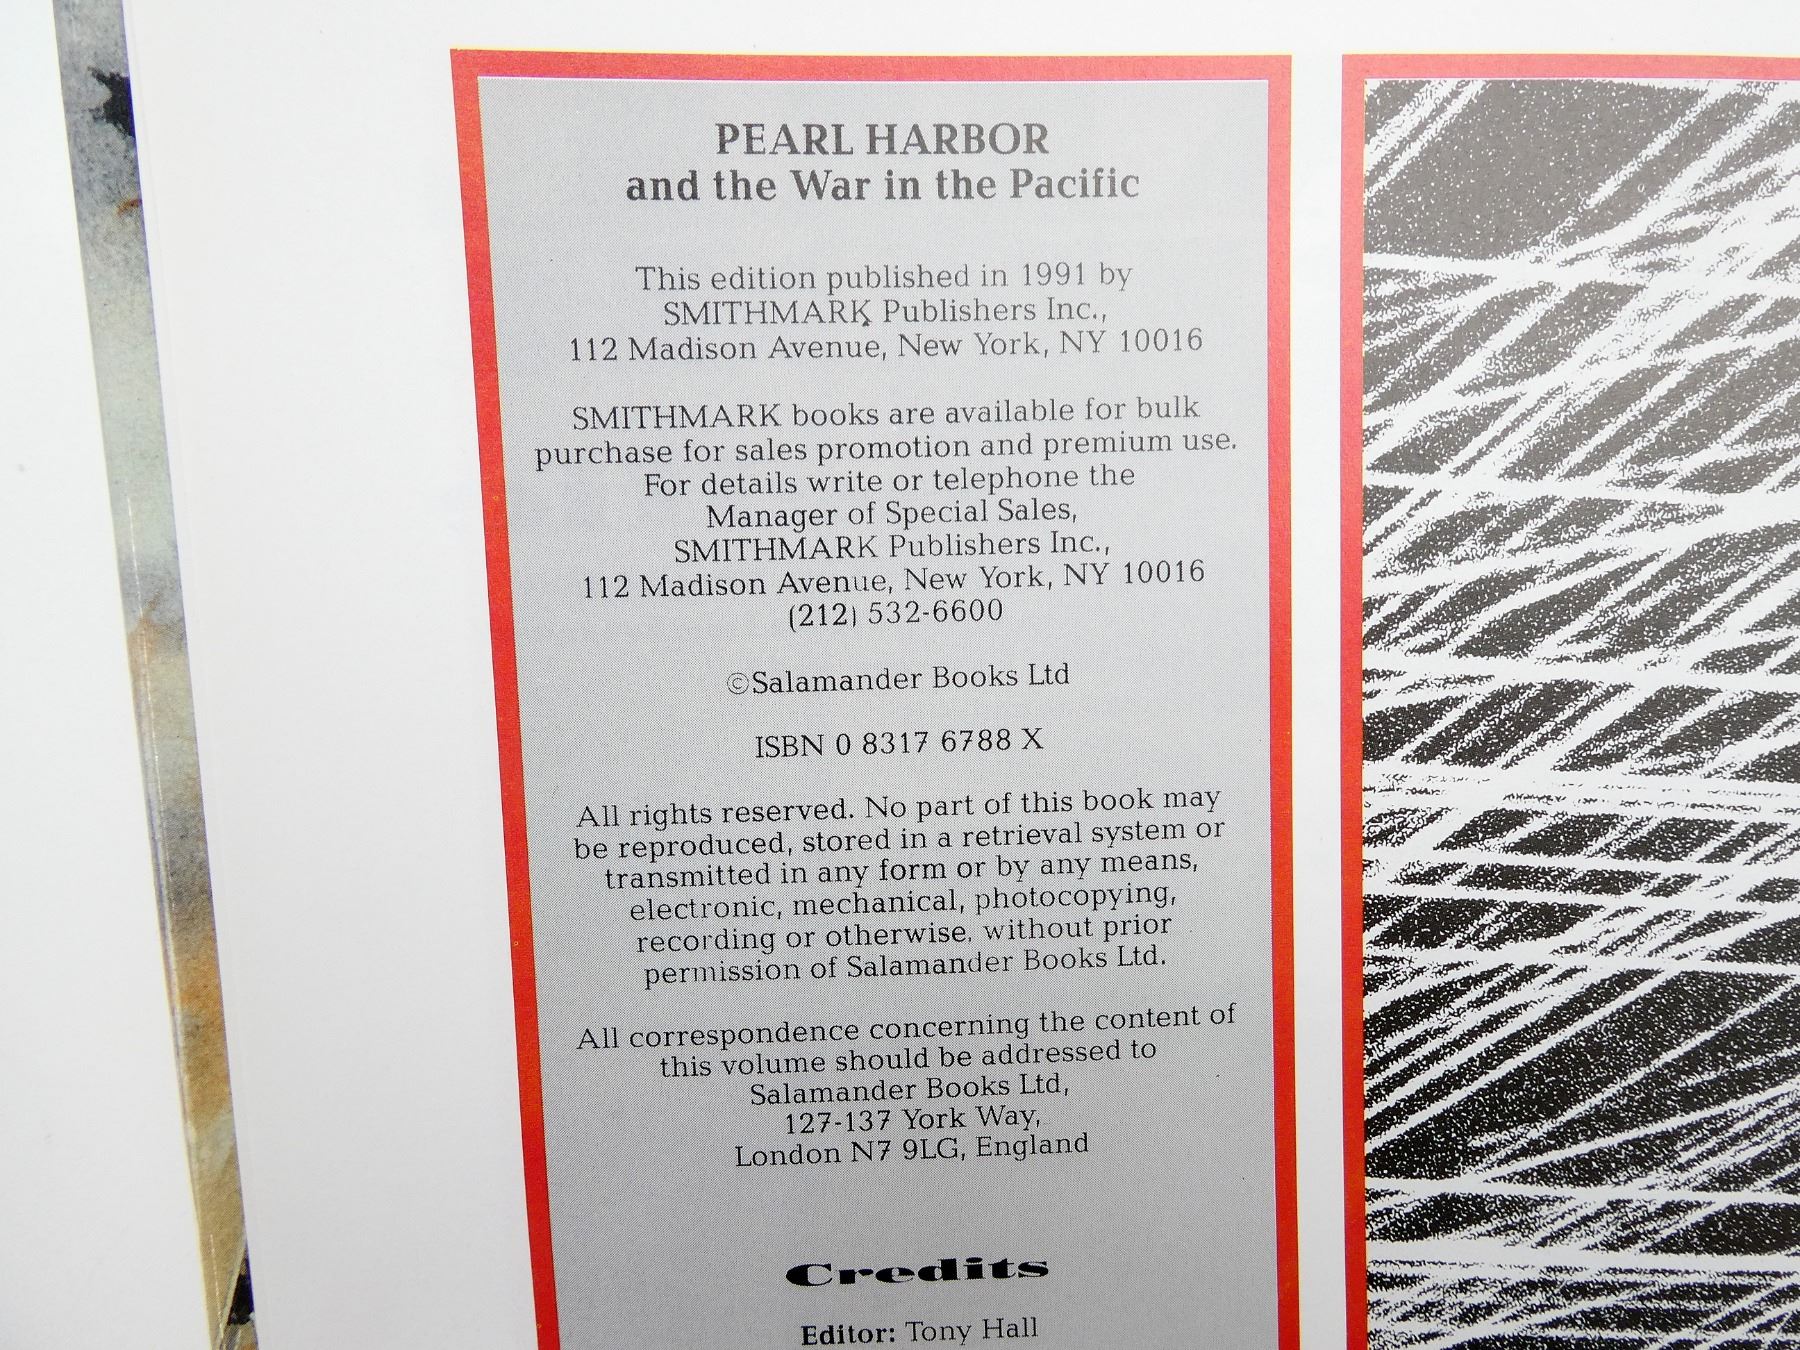 PEARL HARBOR
and the War in the Pacific
This edition published in 1991 by
SMITHMARK Publishers Inc.,
112 Madison Avenue, New York, NY 10016
SMITHMARK books are available for bulk
purchase for sales promotion and premium use.
For details write or telephone the
Manager of Special Sales,
SMITHMARK Publishers Inc.,
112 Madison Avenue, New York, NY 10016
(212) 532-6600
©Salamander Books Ltd
ISBN 0 8317 6788 X
All rights reserved. No part of this book may
be reproduced, stored in a retrieval system or
transmitted in any form or by any means,
electronic, mechanical, photocopying,
recording or otherwise, without prior
permission of Salamander Books Ltd.
All correspondence concerning the content of
this volume should be addressed to
Salamander Books Ltd,
127-137 York Way,
London N7 9LG, England
Credits
Editor: Tony Hall